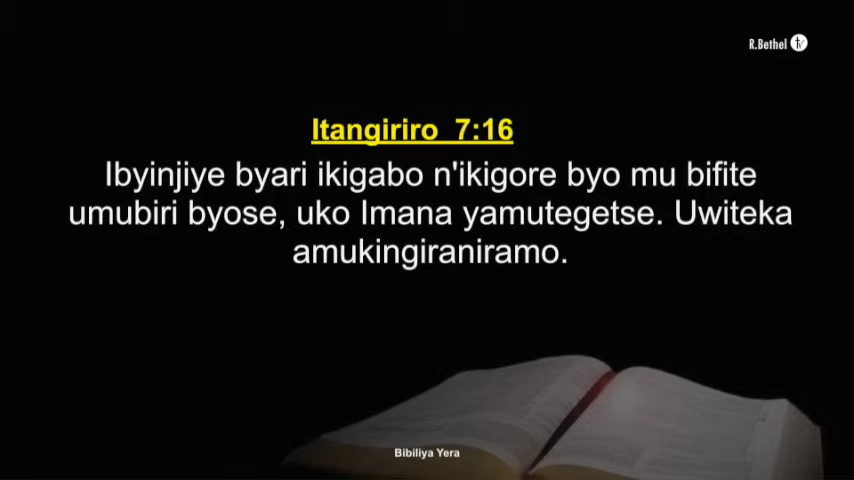 R.Bethel tv
Itangiriro 7:16
Ibyinjiye byari ikigabo n'ikigore byo mu bifite
umubiri byose, uko Imana yamutegetse. Uwiteka
amukingiraniramo.
Bibiliya Yera